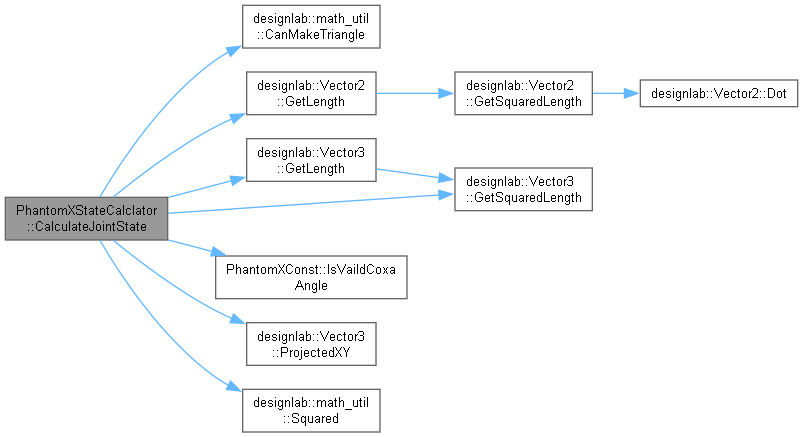 designlab::math_util
::CanMakeTriangle
designlab::Vector2
::GetLength
designlab::Vector2
::GetSquaredLength
designlab::Vector2::Dot
designlab::Vector3
::GetLength
designlab::Vector3
::GetSquaredLength
PhantomXStateCalclator
::CalculateJointState
PhantomXConst::IsVaildCoxa
Angle
designlab::Vector3
::ProjectedXY
designlab::math_util
::Squared